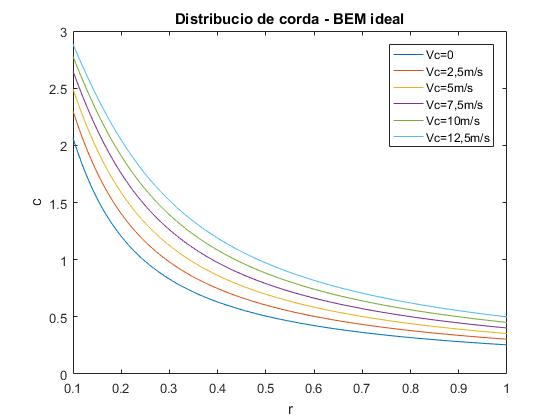 Distribucio de corda - BEM ideal
3
2.5
2
1.5
1
0.5
0
c
Vc=0
Vc=2,5m/s
Vc=5m/s
Vc=7,5m/s
Vc=10m/s
Vc=12,5m/s
0.1 0.2 0.3 0.4 0.5 0.6 0.7 0.8 0.9 1
r